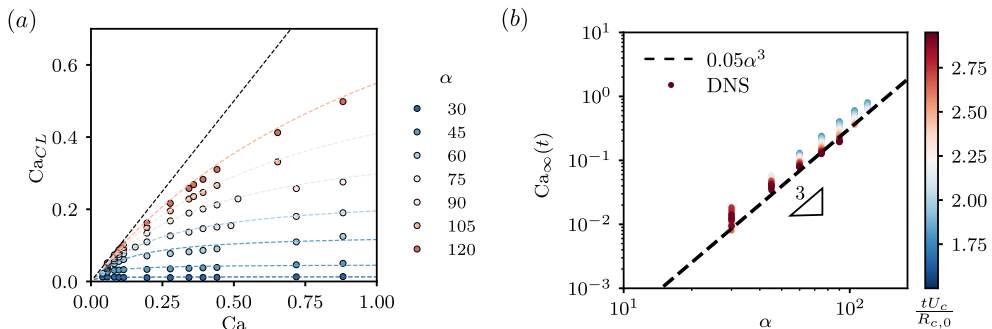 (a)
0.6
0.4
0.2
0.0
Ca_{CL}
0.00 0.25 0.50 0.75 1.00
Ca
α
30
45
60
75
90
105
120
(b)
10^1
10^0
10^{-1}
10^{-2}
10^{-3}
Ca_∞(t)
0.05α^3
DNS
3
10^1 10^2
α
2.75
2.50
2.25
2.00
1.75
tU_c
R_{c,0}